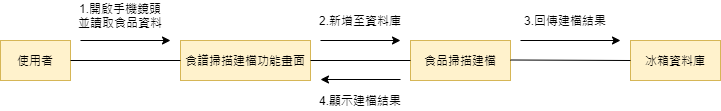 1.開啟手機鏡頭
並讀取食品資料
2.新增至資料庫
3.回傳建檔結果
使用者
食譜掃描建檔功能畫面
食品掃描建檔
冰箱資料庫
4.顯示建檔結果